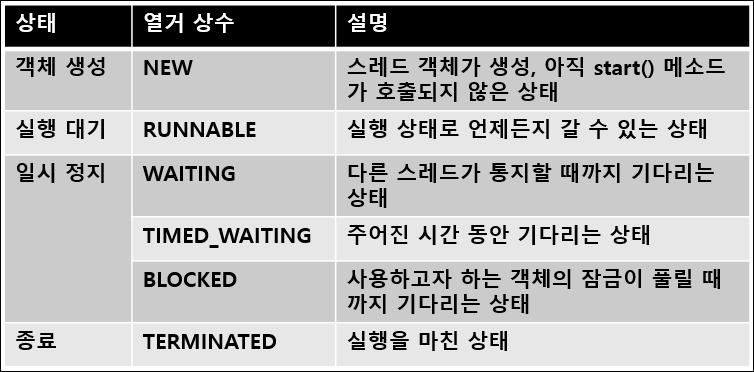 상태 열거 상수 설명
객체 생성 NEW 스레드 객체가 생성, 아직 start() 메소드
가 호출되지 않은 상태
실행 대기 RUNNABLE 실행 상태로 언제든지 갈 수 있는 상태
일시 정지 WAITING 다른 스레드가 통지할 때까지 기다리는
상태
TIMED_WAITING 주어진 시간 동안 기다리는 상태
BLOCKED 사용하고자 하는 객체의 잠금이 풀릴 때
까지 기다리는 상태
종료 TERMINATED 실행을 마친 상태